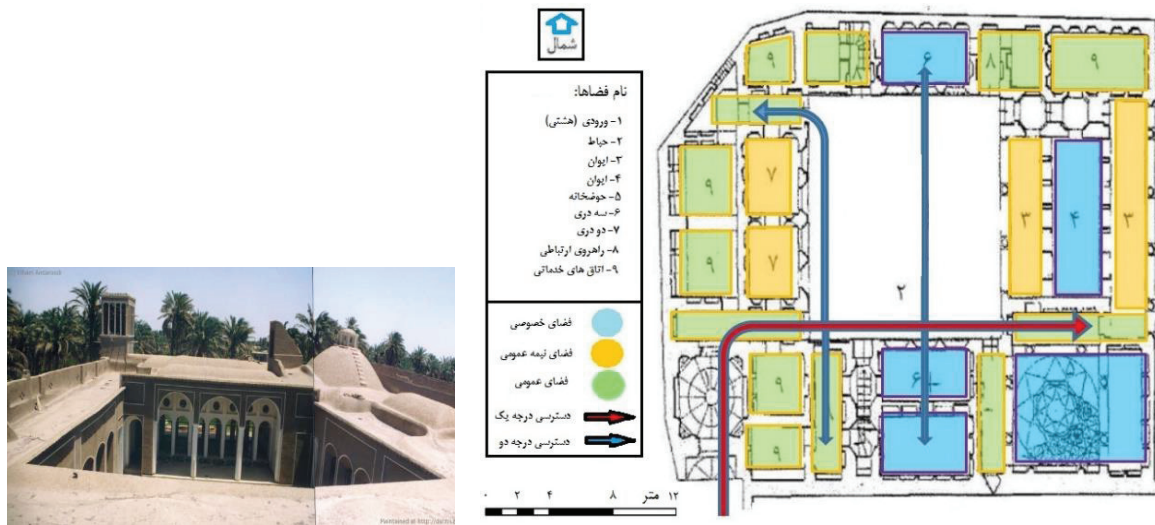 شمال
نام فضاها:
۱- ورودی (هشتی)
۲- حیاط
۳- ایوان
۴- ایوان
۵- حوضخانه
۶- سه دری
۷- دو دری
۸- راهروی ارتباطی
۹- اتاق های خدماتی
فضای خصوصی
فضای نیمه عمومی
فضای عمومی
دسترسی درجه یک
دسترسی درجه دو
۰ ۲ ۴ ۸ ۱۲ متر
۹ ۸ ۶ ۸ ۹
۹ ۷ ۳ ۴ ۳
۹ ۷
۲
۹ ۶
۹